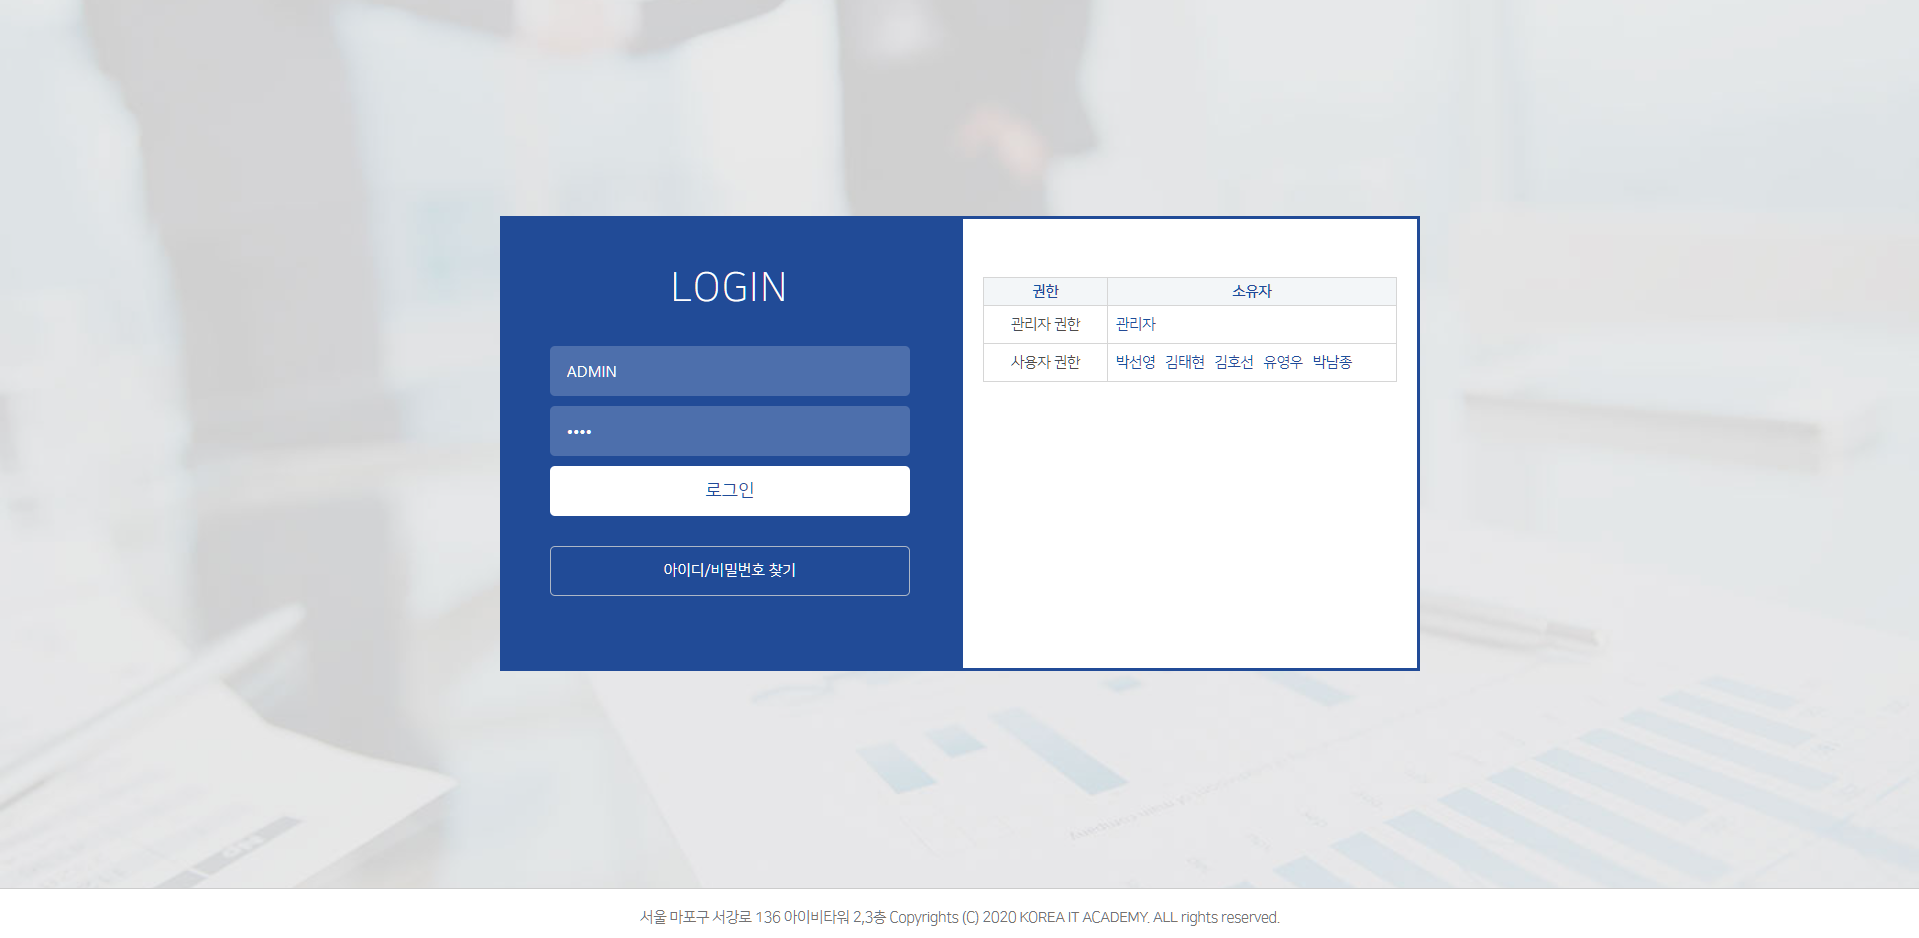 LOGIN
ADMIN
••••
로그인
아이디/비밀번호 찾기
권한 소유자
관리자 권한 관리자
사용자 권한 박선영 김태현 김호선 유영우 박남종
서울 마포구 서강로 136 아이비타워 2,3층 Copyrights (C) 2020 KOREA IT ACADEMY. ALL rights reserved.